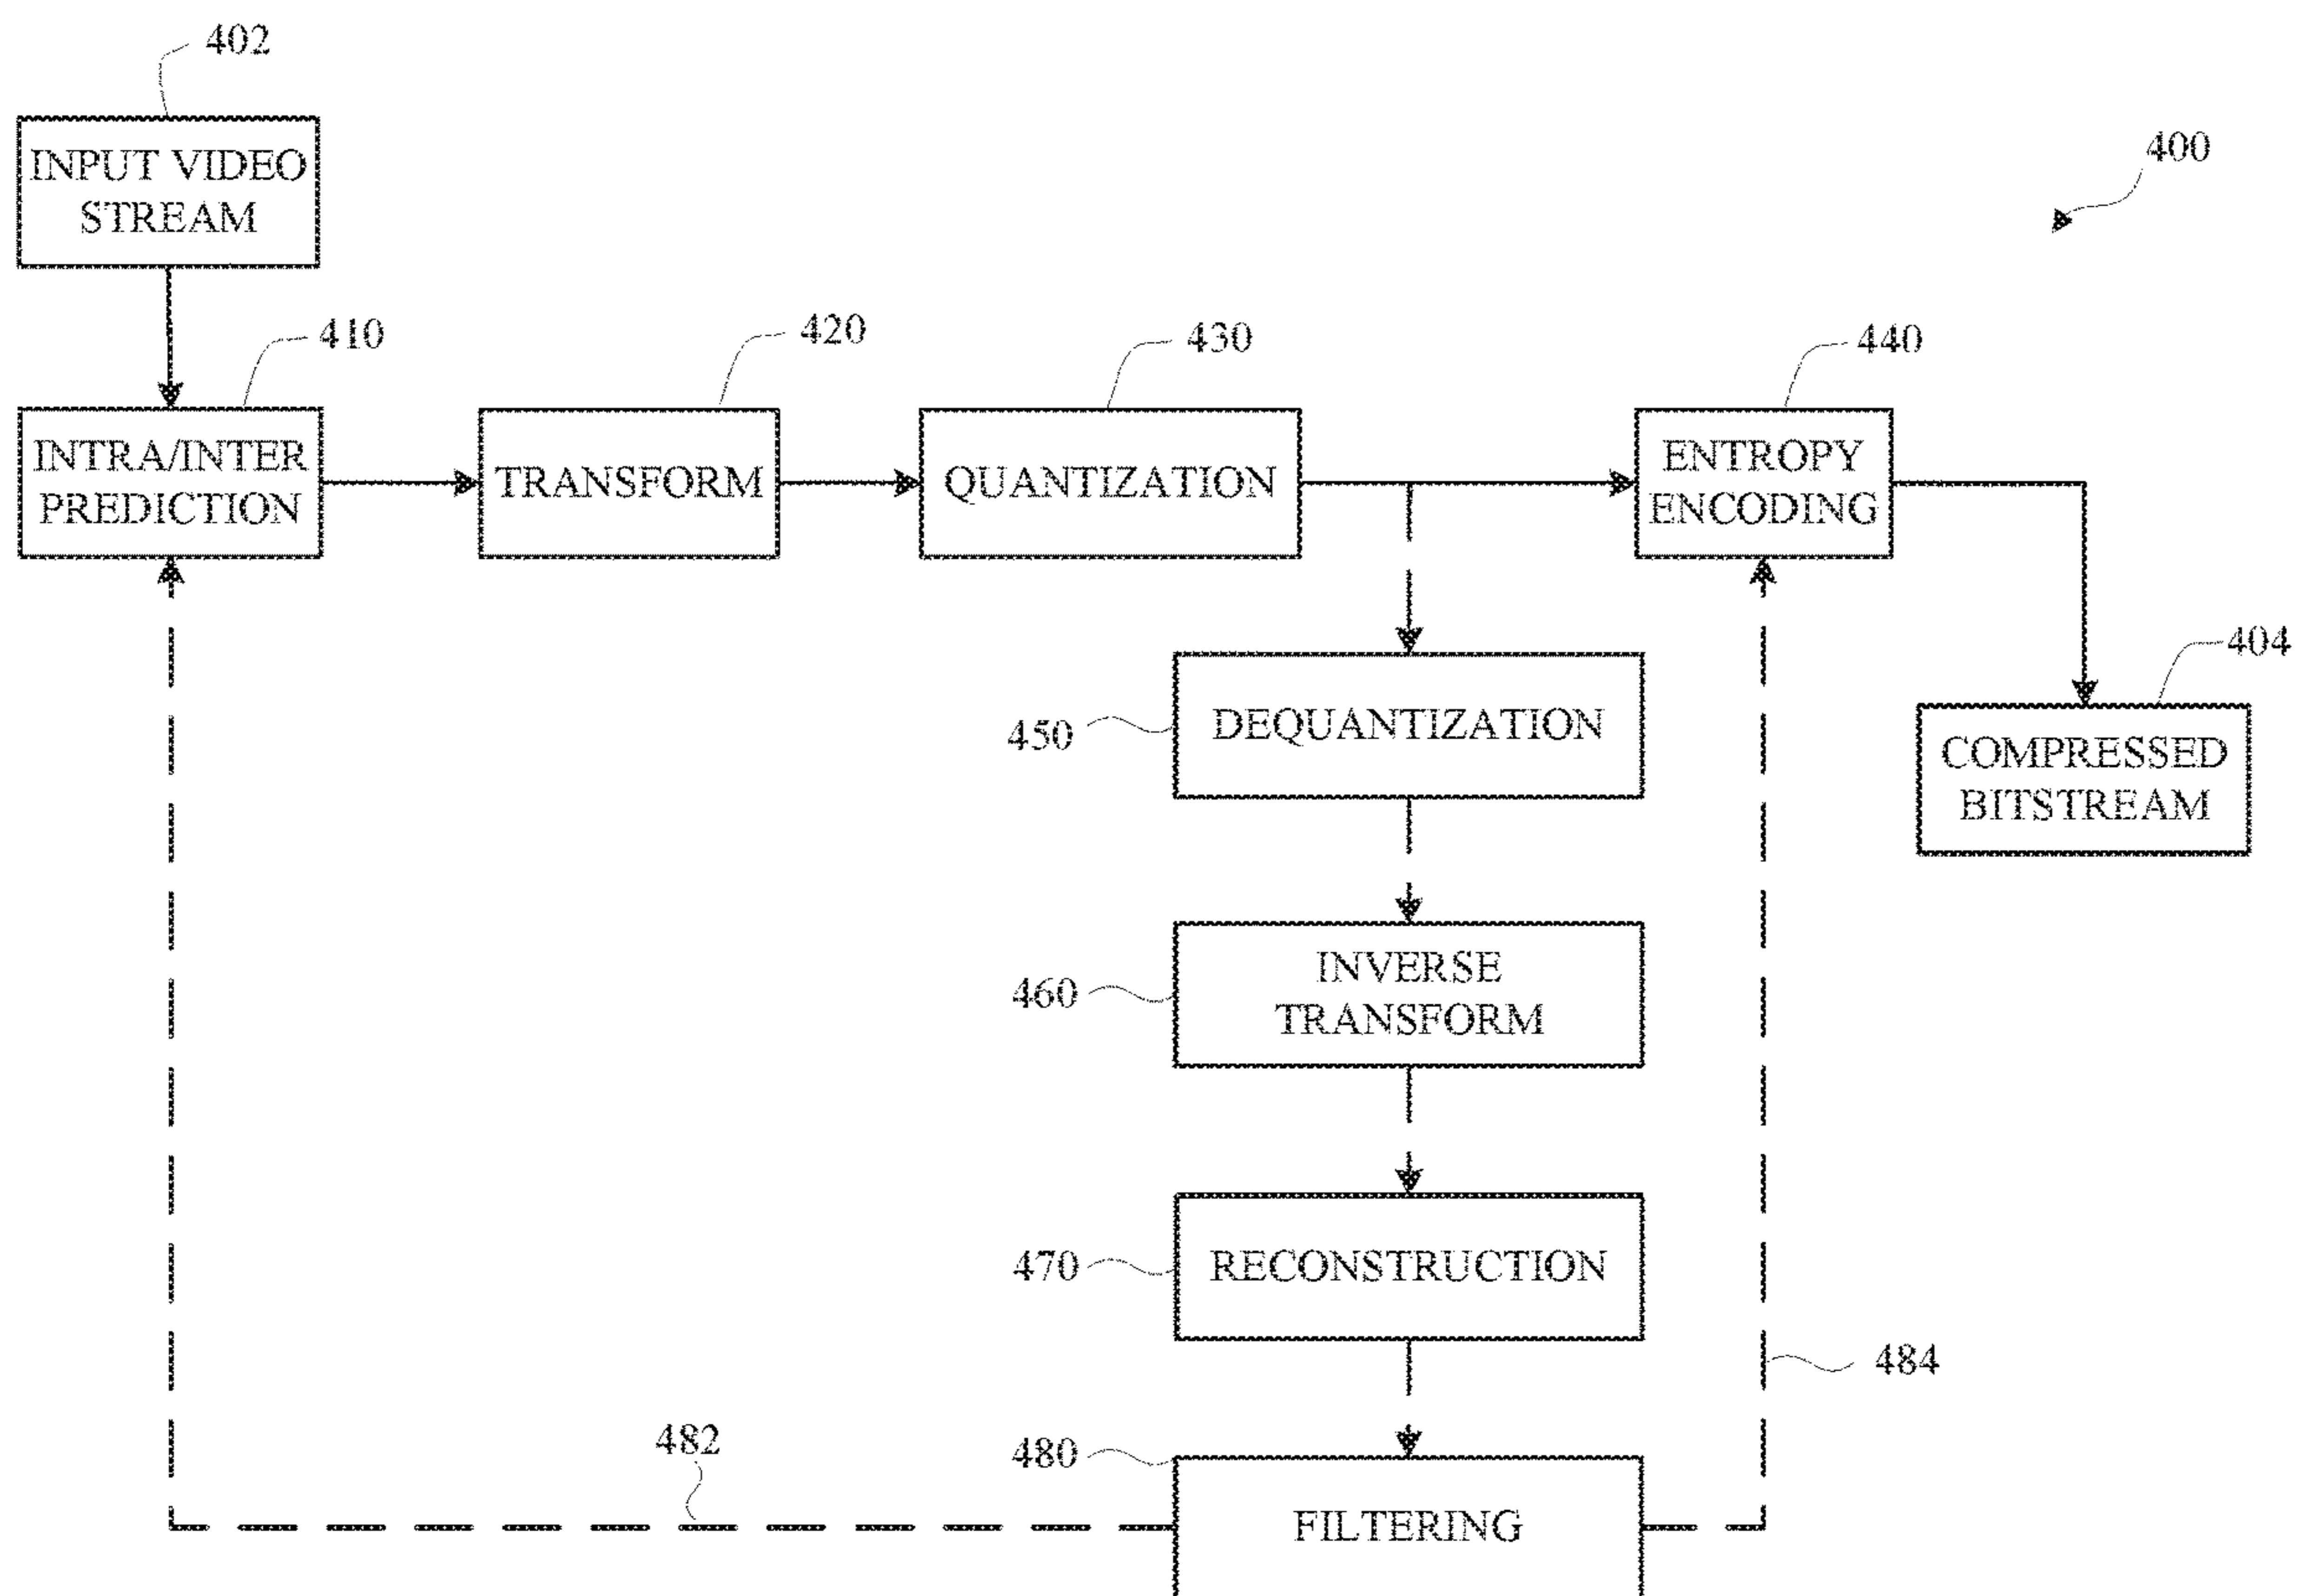 402
INPUT VIDEO
STREAM
400
410
420
430
440
INTRA/INTER
PREDICTION
TRANSFORM
QUANTIZATION
ENTROPY
ENCODING
404
450
DEQUANTIZATION
COMPRESSED
BITSTREAM
460
INVERSE
TRANSFORM
470
RECONSTRUCTION
484
482
480
FILTERING